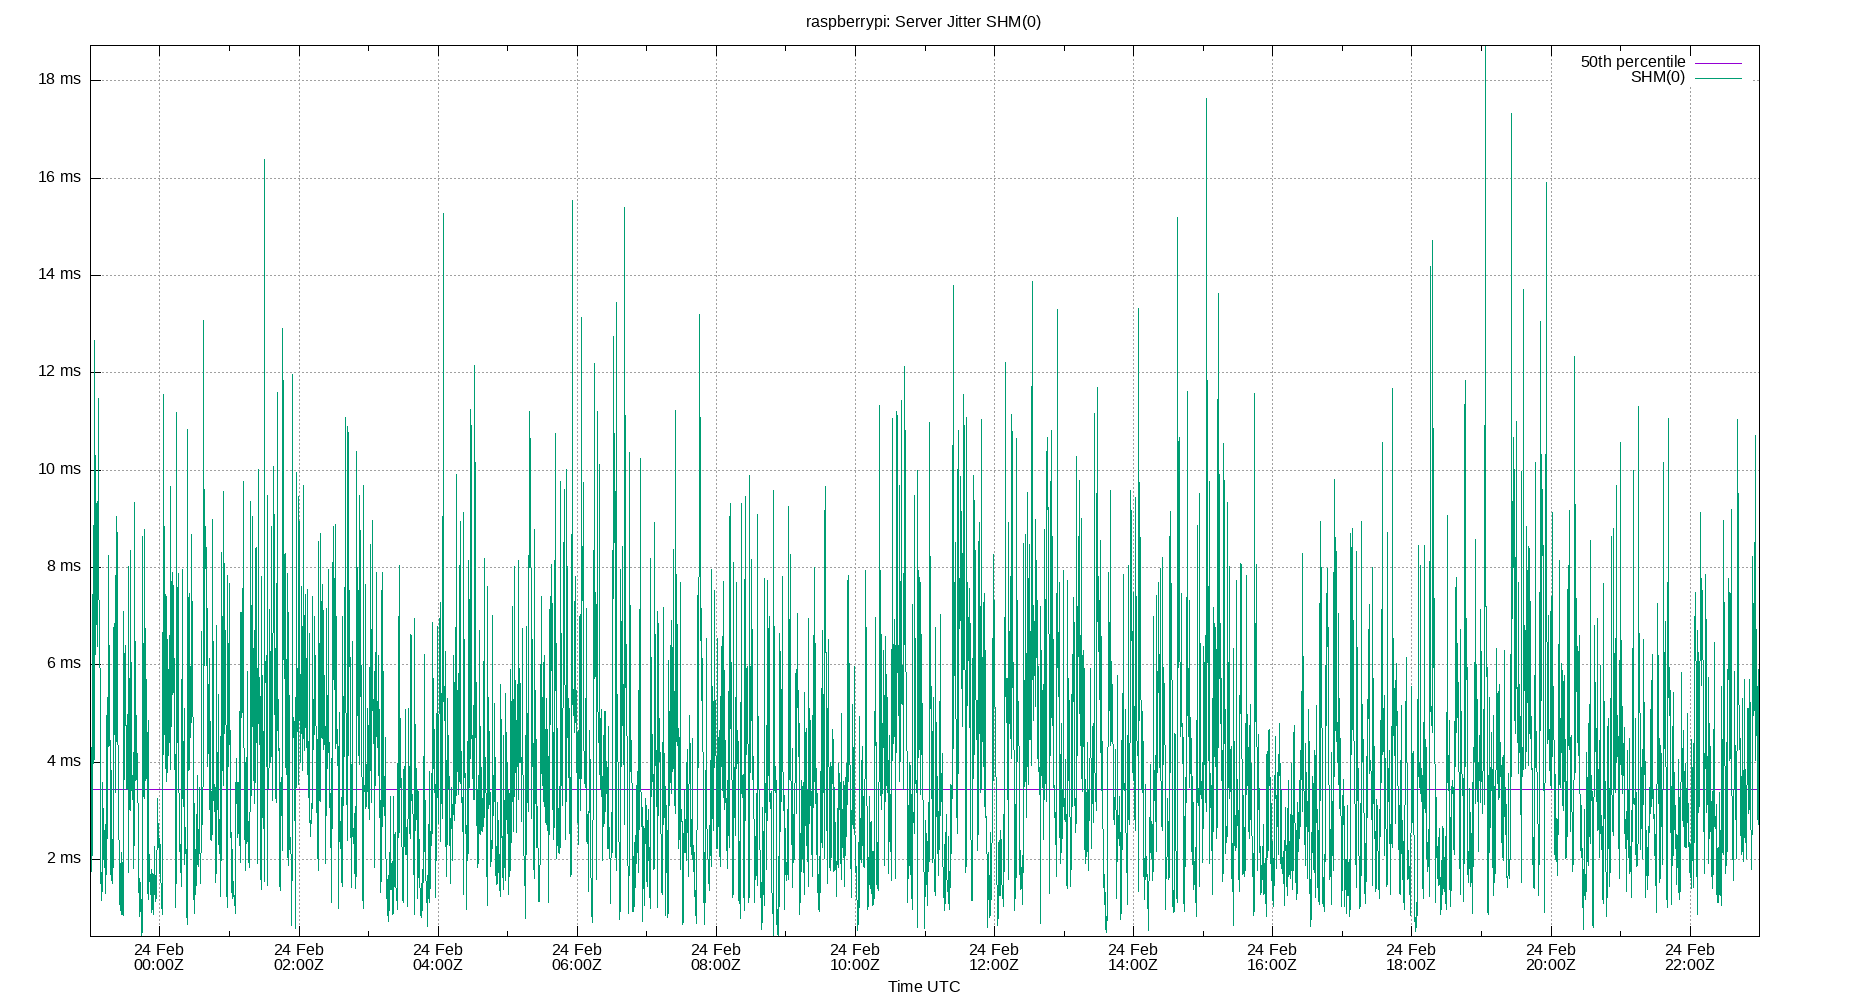 raspberrypi: Server Jitter SHM(0)
50th percentile
SHM(0)
18 ms
16 ms
14 ms
12 ms
10 ms
8 ms
6 ms
4 ms
2 ms
24 Feb 24 Feb 24 Feb 24 Feb 24 Feb 24 Feb 24 Feb 24 Feb 24 Feb 24 Feb 24 Feb 24 Feb
00:00Z 02:00Z 04:00Z 06:00Z 08:00Z 10:00Z 12:00Z 14:00Z 16:00Z 18:00Z 20:00Z 22:00Z
Time UTC